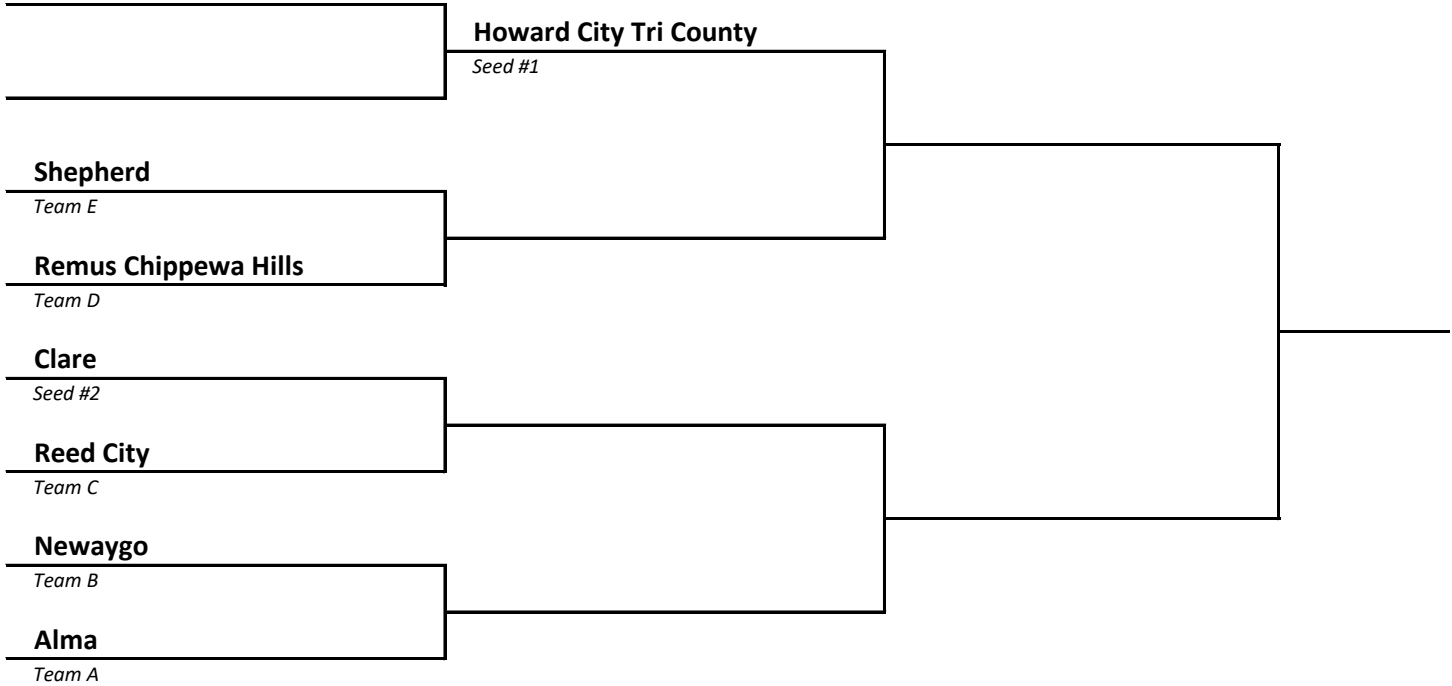 Howard City Tri County
Seed #1
Shepherd
Team E
Remus Chippewa Hills
Team D
Clare
Seed #2
Reed City
Team C
Newaygo
Team B
Alma
Team A